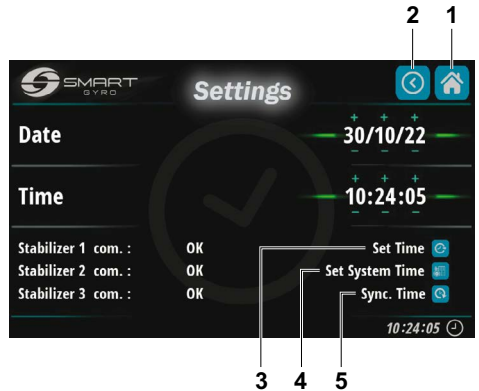 2 1
SMART
GYRO
Settings
+ + +
Date 30/10/22
- - -
+ + +
Time 10:24:05
- - -
Stabilizer 1 com. : OK Set Time
Stabilizer 2 com. : OK Set System Time
Stabilizer 3 com. : OK Sync. Time
10:24:05
3 4 5